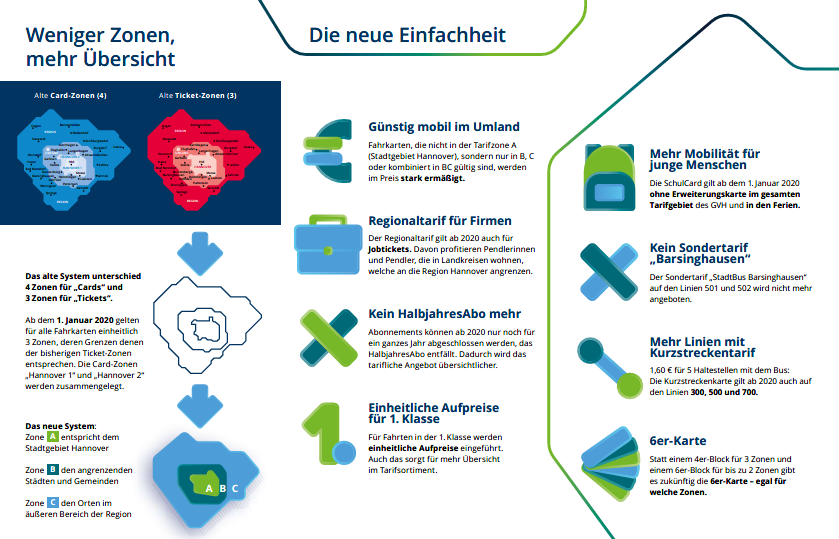 Weniger Zonen,
mehr Übersicht
Alte Card-Zonen (4)
Alte Ticket-Zonen (3)
REGION
REGION
REGION
REGION
Das alte System unterschied
4 Zonen für „Cards“ und
3 Zonen für „Tickets“.
Ab dem 1. Januar 2020 gelten
für alle Fahrkarten einheitlich
3 Zonen, deren Grenzen denen
der bisherigen Ticket-Zonen
entsprechen. Die Card-Zonen
„Hannover 1“ und „Hannover 2“
werden zusammengelegt.
Das neue System:
Zone A entspricht dem
Stadtgebiet Hannover
Zone B den angrenzenden
Städten und Gemeinden
Zone C den Orten im
äußeren Bereich der Region
A B C
Die neue Einfachheit
Günstig mobil im Umland
Fahrkarten, die nicht in der Tarifzone A
(Stadtgebiet Hannover), sondern nur in B, C
oder kombiniert in BC gültig sind, werden
im Preis stark ermäßigt.
Regionaltarif für Firmen
Der Regionaltarif gilt ab 2020 auch für
Jobtickets. Davon profitieren Pendlerinnen
und Pendler, die in Landkreisen wohnen,
welche an die Region Hannover angrenzen.
Kein HalbjahresAbo mehr
Abonnements können ab 2020 nur noch für
ein ganzes Jahr abgeschlossen werden, das
HalbjahresAbo entfällt. Dadurch wird das
tarifliche Angebot übersichtlicher.
1.
Einheitliche Aufpreise
für 1. Klasse
Für Fahrten in der 1. Klasse werden
einheitliche Aufpreise eingeführt.
Auch das sorgt für mehr Übersicht
im Tarifsortiment.
Mehr Mobilität für
junge Menschen
Die SchulCard gilt ab dem 1. Januar 2020
ohne Erweiterungskarte im gesamten
Tarifgebiet des GVH und in den Ferien.
Kein Sondertarif
„Barsinghausen“
Der Sondertarif „StadtBus Barsinghausen“
auf den Linien 501 und 502 wird nicht mehr
angeboten.
Mehr Linien mit
Kurzstreckentarif
1,60 € für 5 Haltestellen mit dem Bus:
Die Kurzstreckenkarte gilt ab 2020 auch auf
den Linien 300, 500 und 700.
6er-Karte
Statt einem 4er-Block für 3 Zonen und
einem 6er-Block für bis zu 2 Zonen gibt
es zukünftig die 6er-Karte – egal für
welche Zonen.